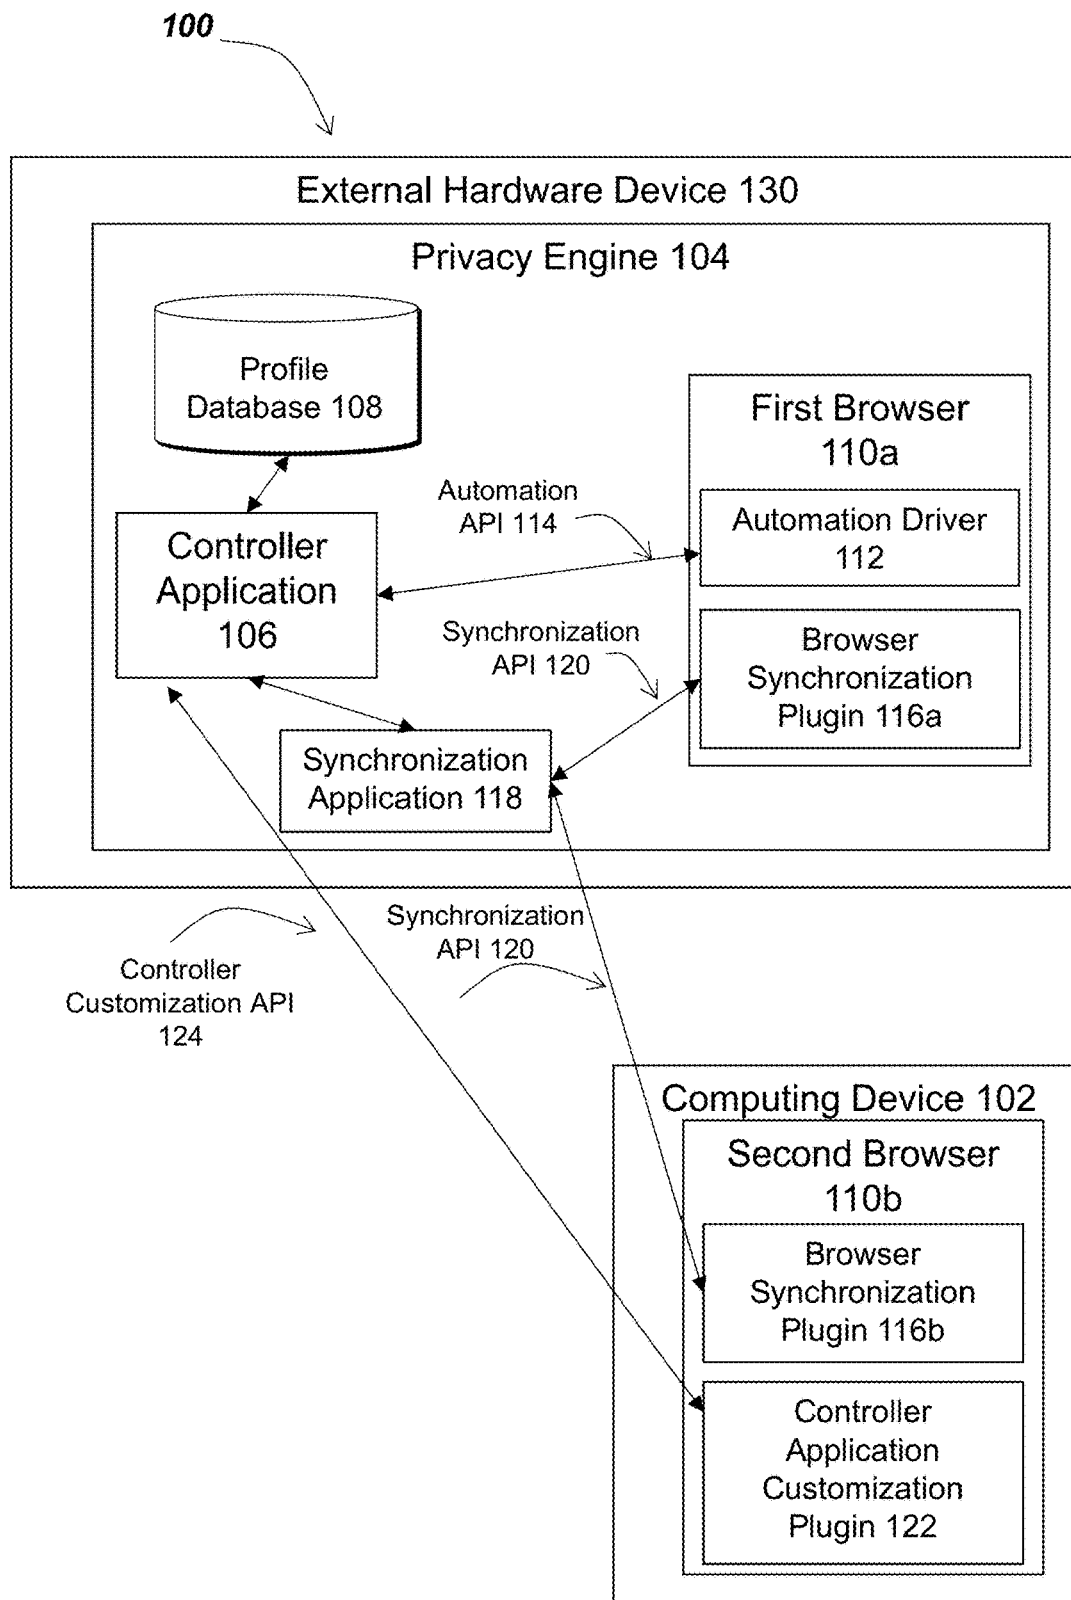 100
External Hardware Device 130
Privacy Engine 104
Profile
Database 108
First Browser
110a
Automation
API 114
Automation Driver
112
Controller
Application
106
Synchronization
API 120
Browser
Synchronization
Plugin 116a
Synchronization
Application 118
Synchronization
API 120
Controller
Customization API
124
Computing Device 102
Second Browser
110b
Browser
Synchronization
Plugin 116b
Controller
Application
Customization
Plugin 122